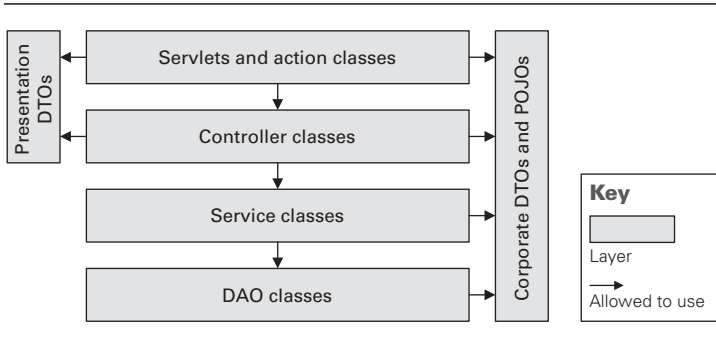 Presentation
DTOs
Servlets and action classes
Controller classes
Service classes
DAO classes
Corporate DTOs and POJOs
Key
Layer
Allowed to use